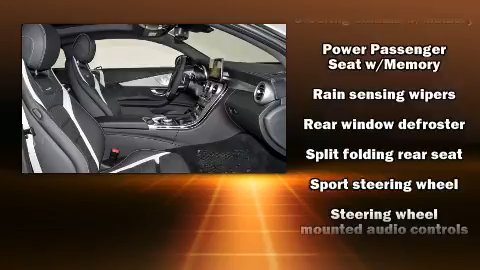 Power Passenger
Seat w/Memory
Rain sensing wipers
Rear window defroster
Split folding rear seat
Sport steering wheel
Steering wheel
mounted audio controls